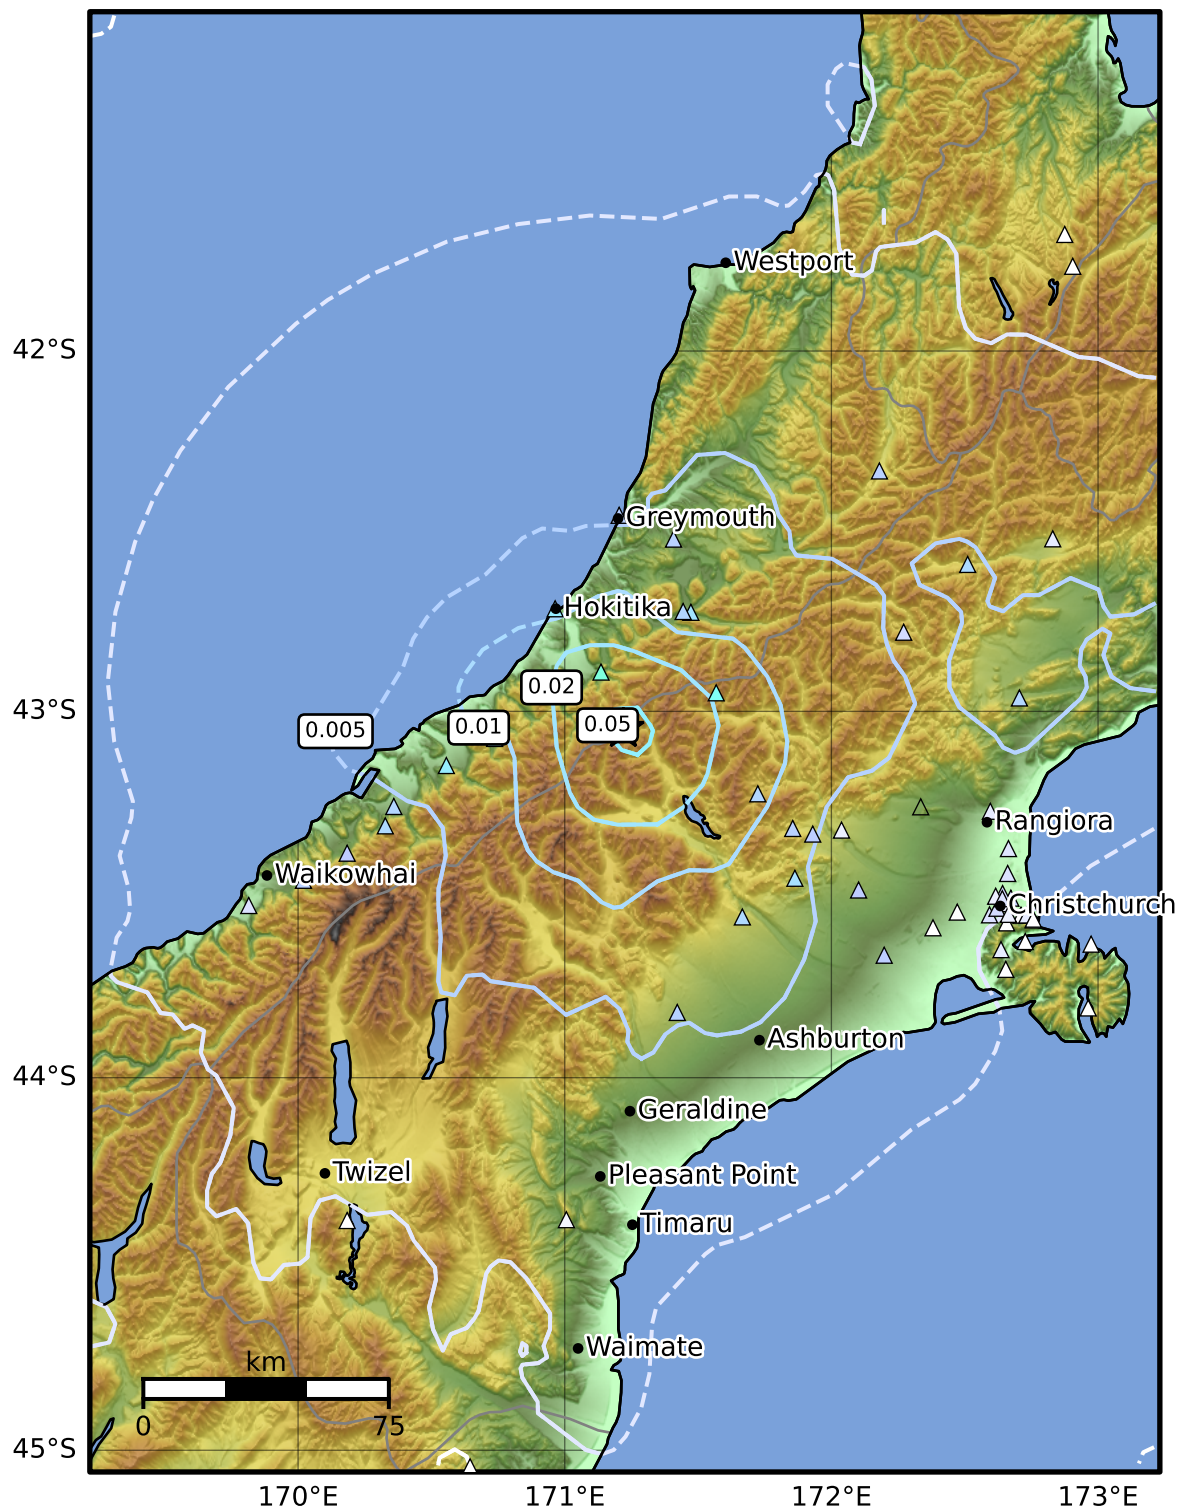 Westport
42°S
Greymouth
Hokitika
0.02
43°S
0.05
0.01
0.005
Rangiora
Waikowhai
Christchurch
Ashburton
44°S
Geraldine
Twizel
Pleasant Point
Timaru
Waimate
km
0 75
45°S
170°E 171°E 172°E 173°E